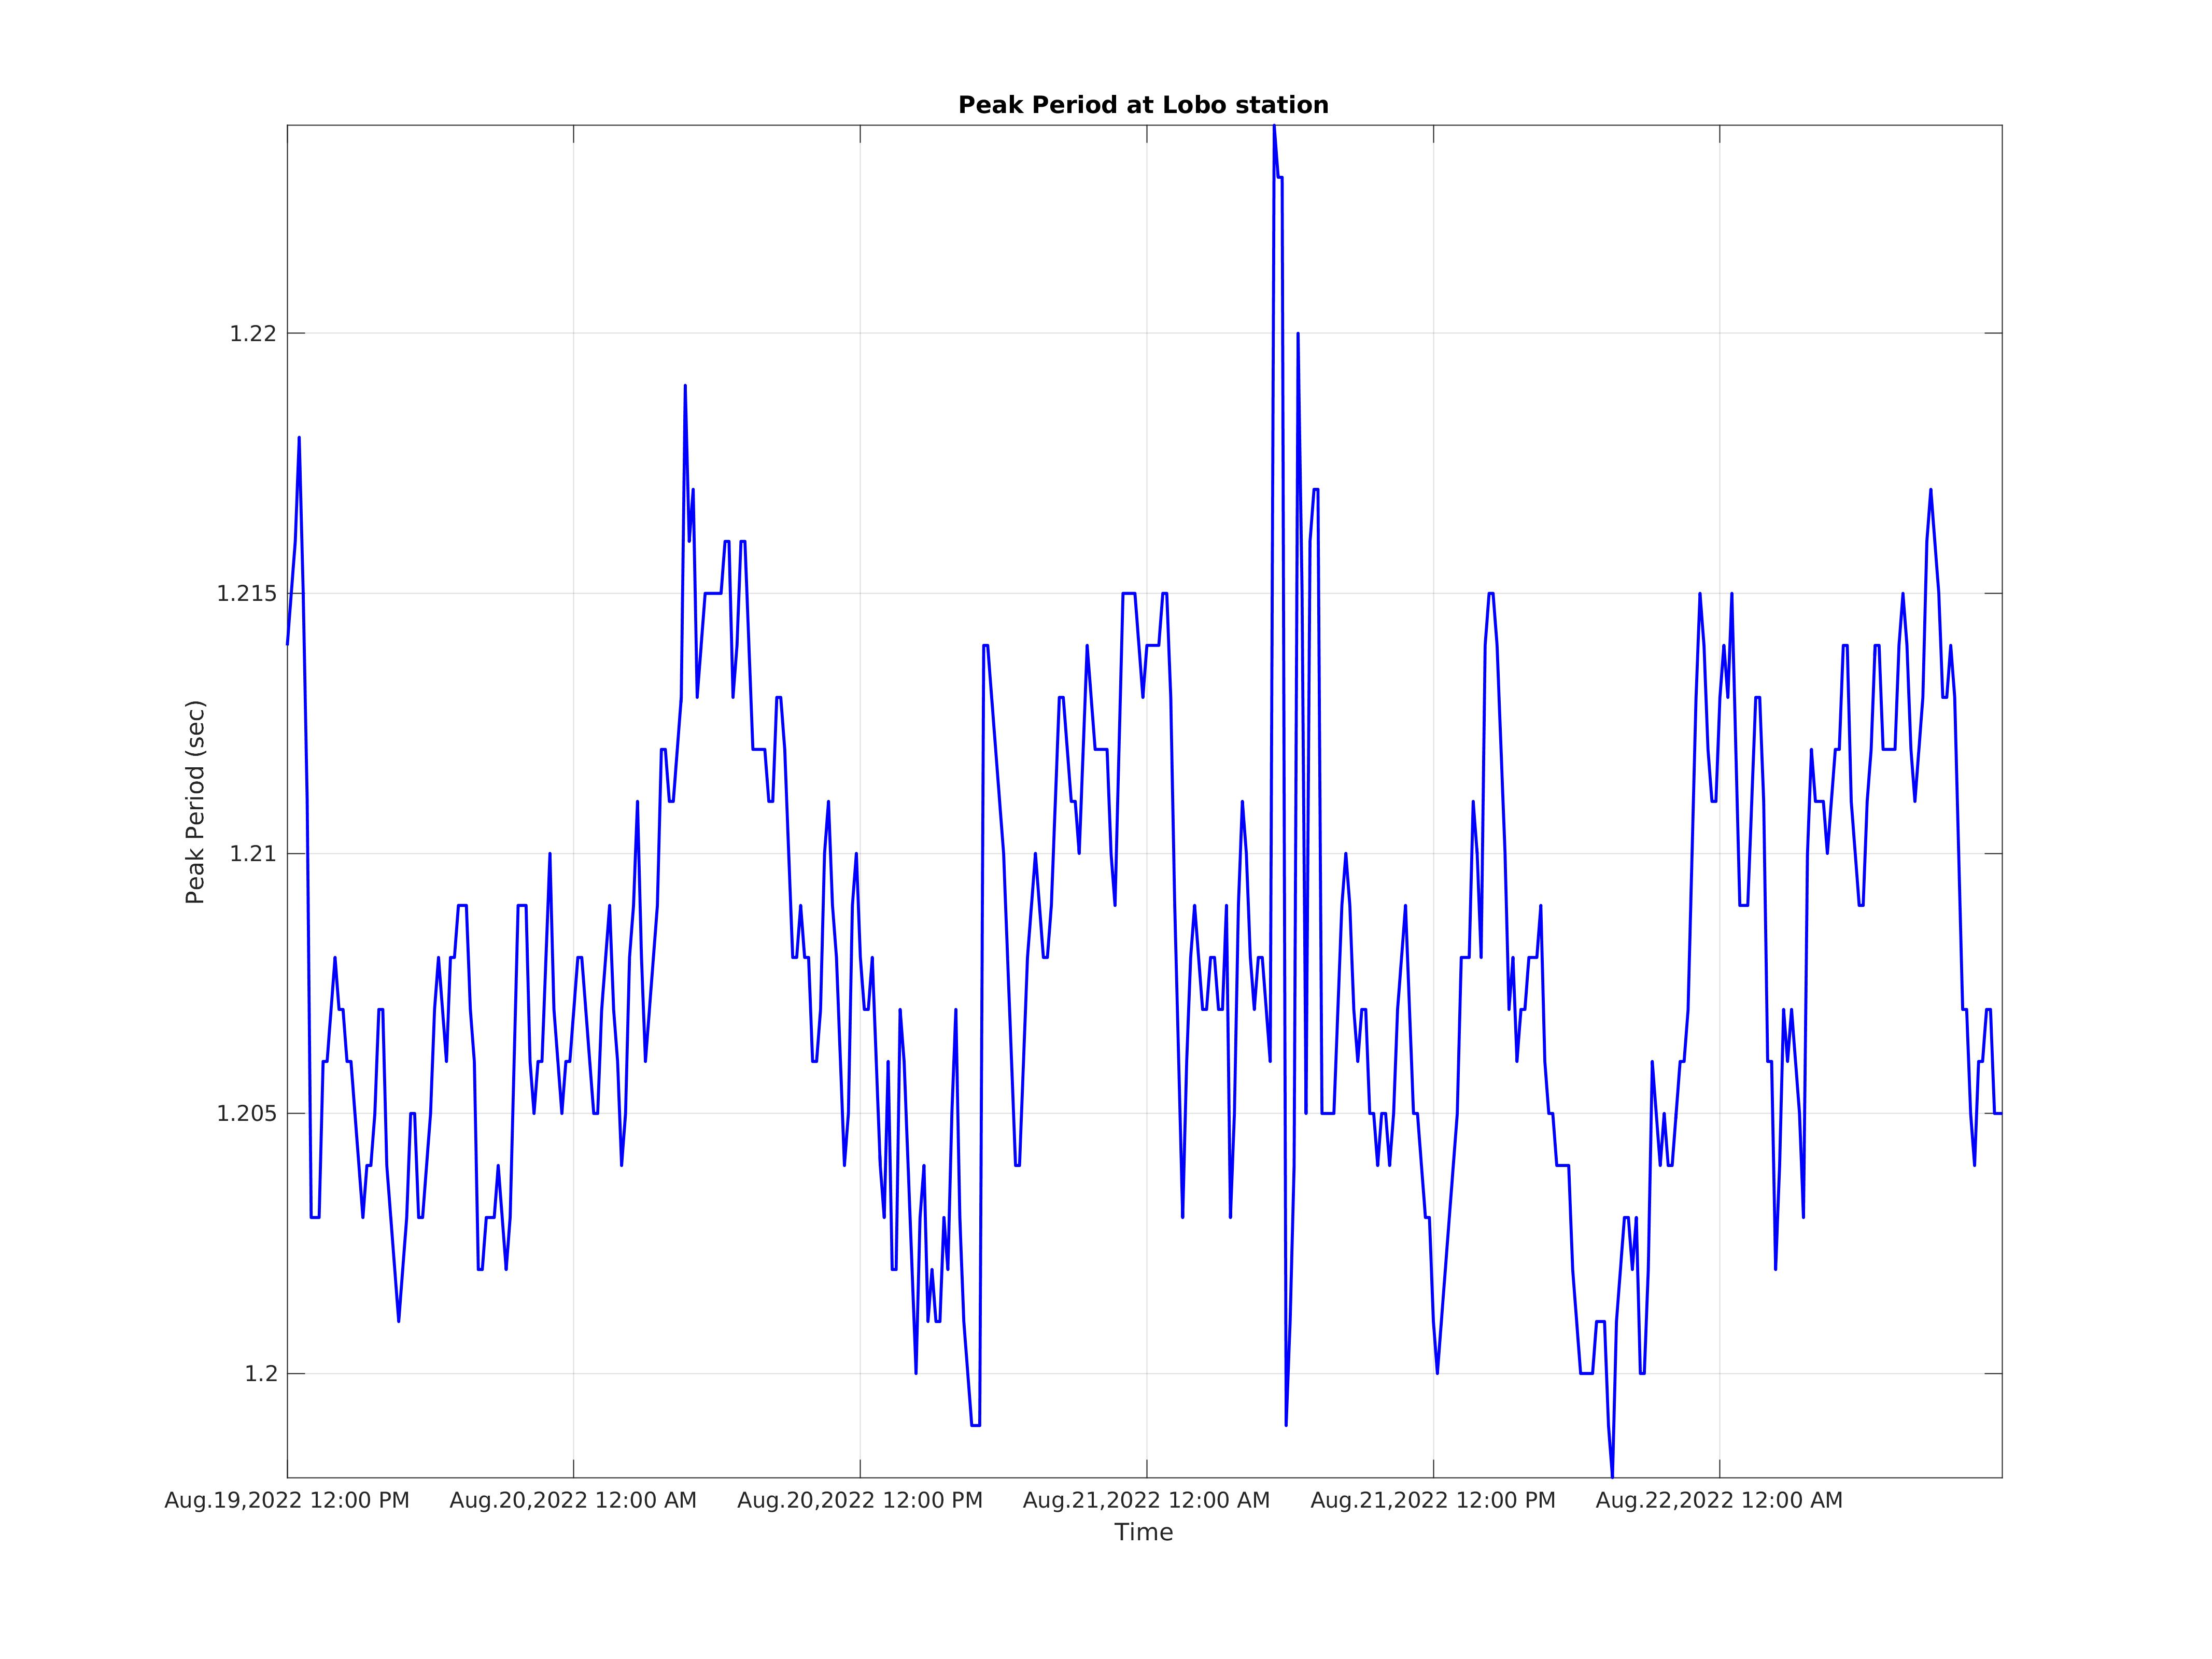 Peak Period at Lobo station
Peak Period (sec)
1.22
1.215
1.21
1.205
1.2
Aug.19,2022 12:00 PM Aug.20,2022 12:00 AM Aug.20,2022 12:00 PM Aug.21,2022 12:00 AM Aug.21,2022 12:00 PM Aug.22,2022 12:00 AM
Time